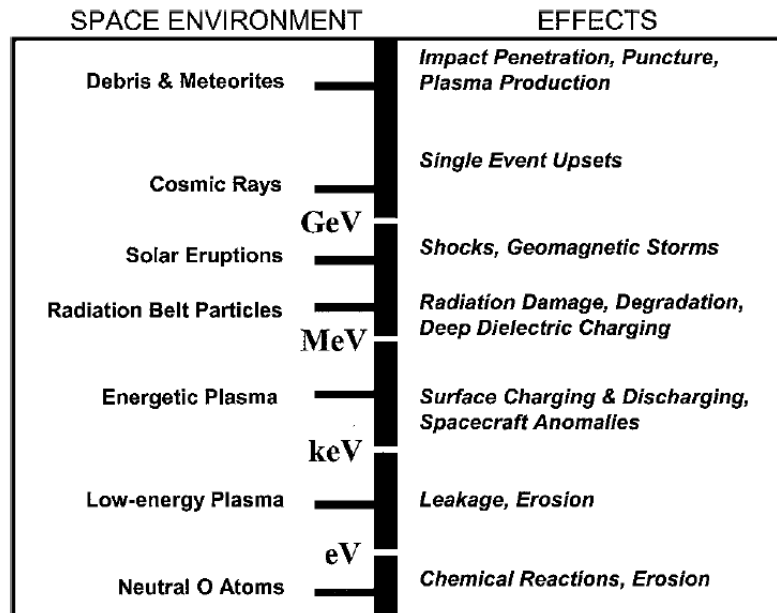 SPACE ENVIRONMENT
EFFECTS
Debris & Meteorites
Impact Penetration, Puncture,
Plasma Production
Cosmic Rays
Single Event Upsets
GeV
Solar Eruptions
Shocks, Geomagnetic Storms
Radiation Belt Particles
Radiation Damage, Degradation,
Deep Dielectric Charging
MeV
Energetic Plasma
Surface Charging & Discharging,
Spacecraft Anomalies
keV
Low-energy Plasma
Leakage, Erosion
eV
Neutral O Atoms
Chemical Reactions, Erosion